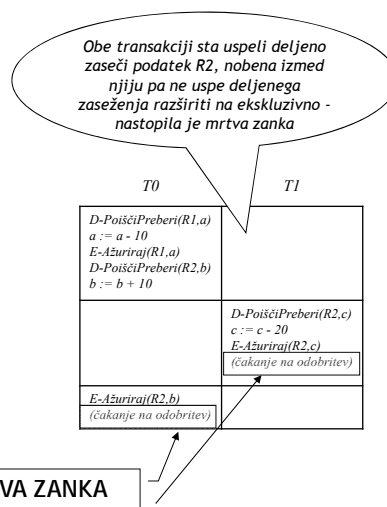 Obe transakciji sta uspeli deljeno
zaseči podatek R2, nobena izmed
njiju pa ne uspe deljenega
zaseženja razširiti na ekskluzivno -
nastopila je mrtva zanka
T0 T1
D-PoiščiPreberi(R1,a)
a := a - 10
E-Ažuriraj(R1,a)
D-PoiščiPreberi(R2,b)
b := b + 10
D-PoiščiPreberi(R2,c)
c := c - 20
E-Ažuriraj(R2,c)
(čakanje na odobritev)
E-Ažuriraj(R2,b)
(čakanje na odobritev)
VA ZANKA